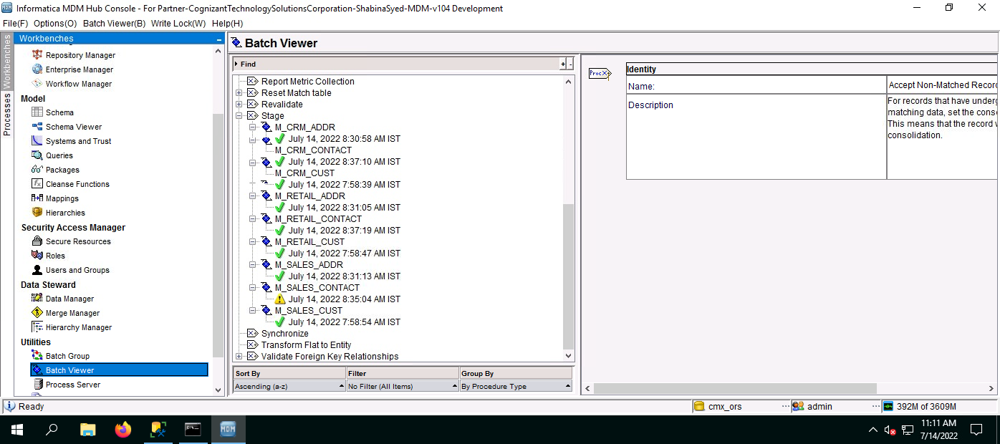 Informatica MDM Hub Console - For Partner-CognizantTechnologySolutionsCorporation-ShabinaSyed-MDM-v104 Development
File(F) Options(O) Batch Viewer(B) Write Lock(W) Help(H)
Workbenches
Processes
Workbenches
Repository Manager
Enterprise Manager
Workflow Manager
Model
Schema
Schema Viewer
Systems and Trust
Queries
Packages
Cleanse Functions
Mappings
Hierarchies
Security Access Manager
Secure Resources
Roles
Users and Groups
Data Steward
Data Manager
Merge Manager
Hierarchy Manager
Utilities
Batch Group
Batch Viewer
Process Server
Batch Viewer
Find
Report Metric Collection
Reset Match table
Revalidate
Stage
M_CRM_ADDR
July 14, 2022 8:30:58 AM IST
M_CRM_CONTACT
July 14, 2022 8:37:10 AM IST
M_CRM_CUST
July 14, 2022 7:58:39 AM IST
M_RETAIL_ADDR
July 14, 2022 8:31:05 AM IST
M_RETAIL_CONTACT
July 14, 2022 8:37:19 AM IST
M_RETAIL_CUST
July 14, 2022 7:58:47 AM IST
M_SALES_ADDR
July 14, 2022 8:31:13 AM IST
M_SALES_CONTACT
July 14, 2022 8:35:04 AM IST
M_SALES_CUST
July 14, 2022 7:58:54 AM IST
Synchronize
Transform Flat to Entity
Validate Foreign Key Relationships
Sort By Filter Group By
Ascending (a-z) No Filter (All Items) By Procedure Type
Proc
Identity
Name: Accept Non-Matched Record
Description
For records that have underg
matching data, set the conso
This means that the record w
consolidation.
Ready
cmx_ors ... admin ... 392M of 3609M
MDM
11:11 AM
7/14/2022